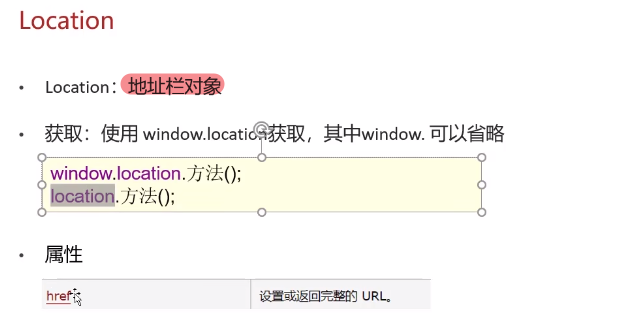 Location
• Location：地址栏对象
• 获取：使用 window.location获取，其中window. 可以省略
window.location.方法();
location.方法();
• 属性
href 设置或返回完整的 URL。